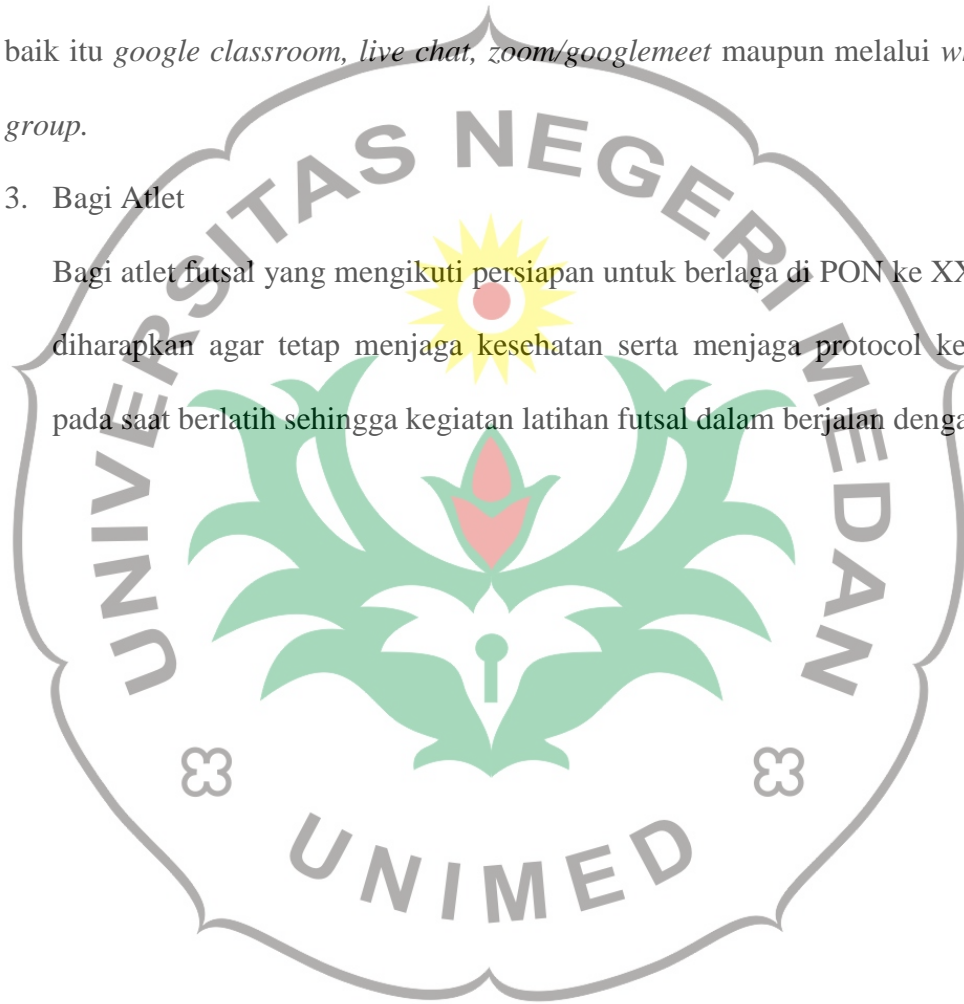 baik itu google classroom, live chat, zoom/googlemeet maupun melalui
group.
3. Bagi Atlet
Bagi atlet futsal yang mengikuti persiapan untuk berlaga di PON ke
diharapkan agar tetap menjaga kesehatan serta menjaga protocol
pada saat berlatih sehingga kegiatan latihan futsal dalam berjalan
UNIVERSITAS NEGERI MEDAN
UNIMED